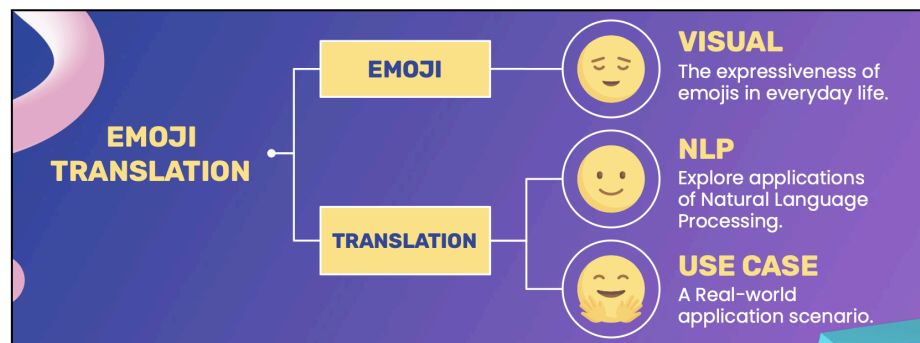 EMOJI
TRANSLATION
EMOJI
VISUAL
The expressiveness of
emojis in everyday life.
TRANSLATION
NLP
Explore applications
of Natural Language
Processing.
USE CASE
A Real-world
application scenario.